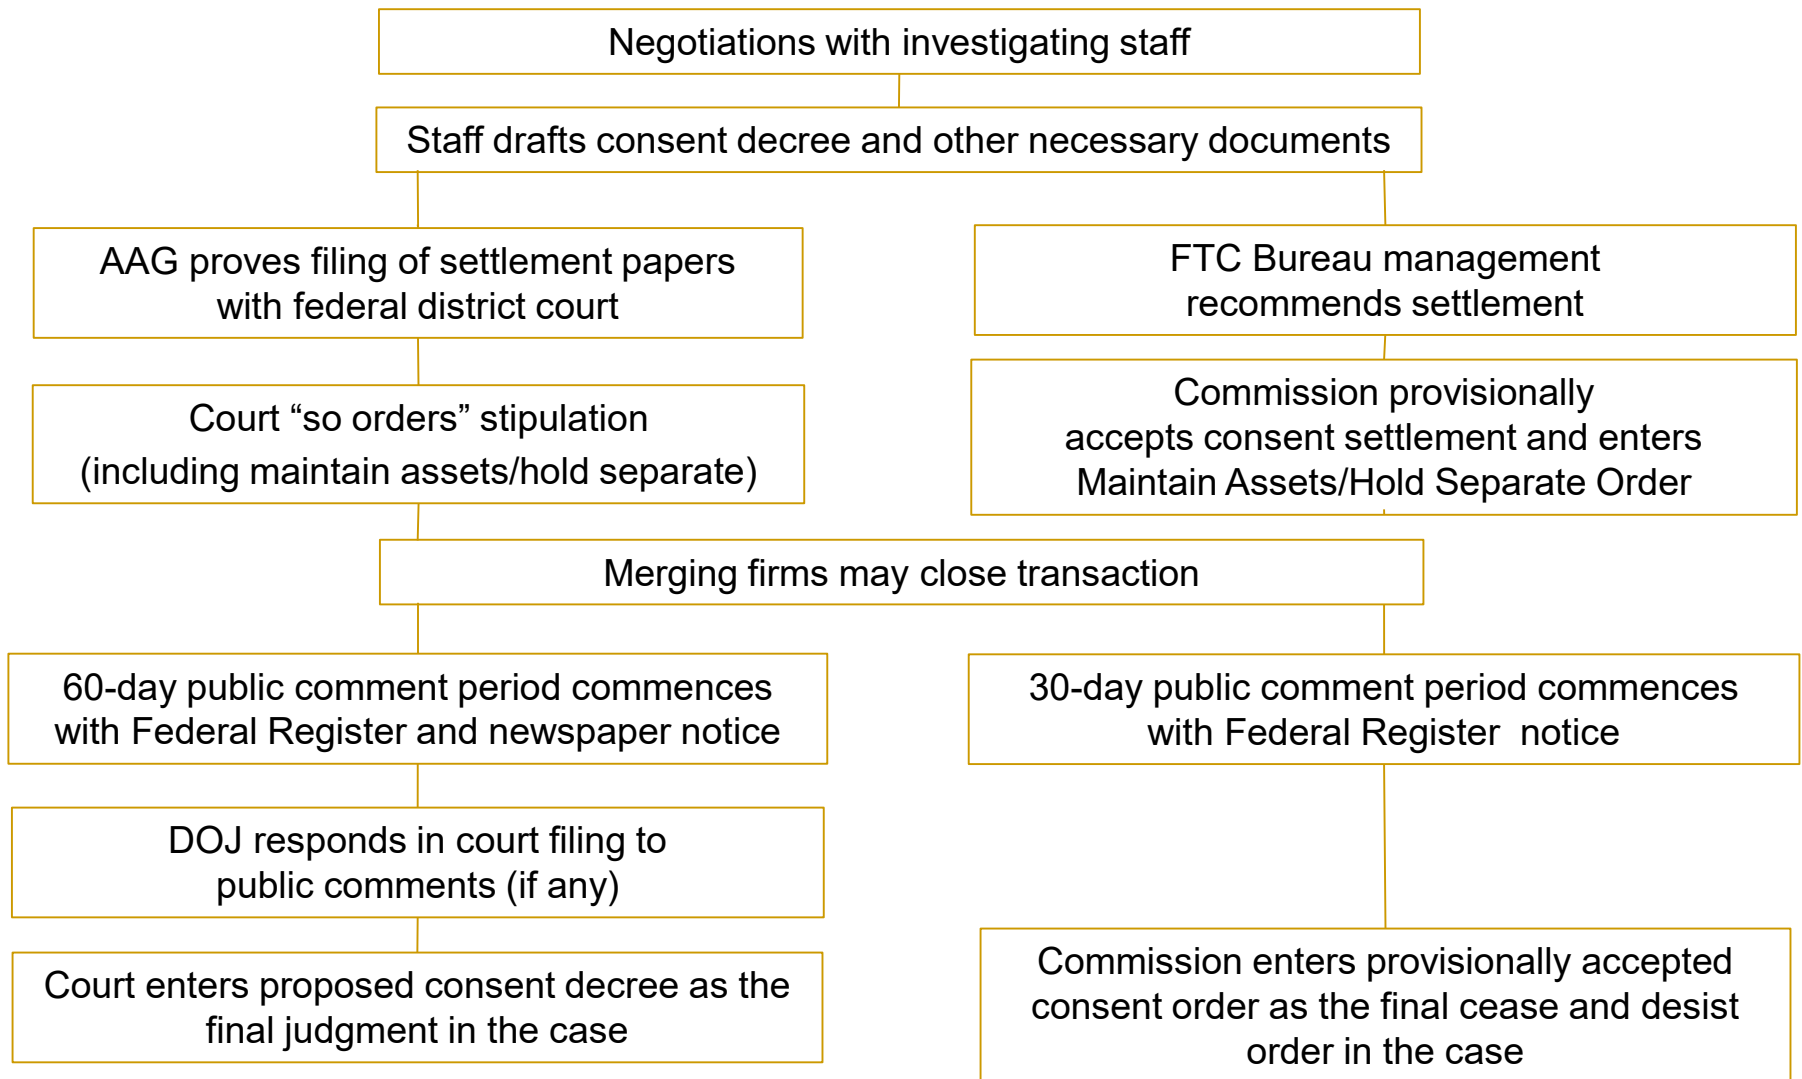 Negotiations with investigating staff
Staff drafts consent decree and other necessary documents
AAG proves filing of settlement papers
with federal district court
FTC Bureau management
recommends settlement
Court “so orders” stipulation
(including maintain assets/hold separate)
Commission provisionally
accepts consent settlement and enters
Maintain Assets/Hold Separate Order
Merging firms may close transaction
60-day public comment period commences
with Federal Register and newspaper notice
30-day public comment period commences
with Federal Register  notice
DOJ responds in court filing to
public comments (if any)
Court enters proposed consent decree as the
final judgment in the case
Commission enters provisionally accepted
consent order as the final cease and desist
order in the case